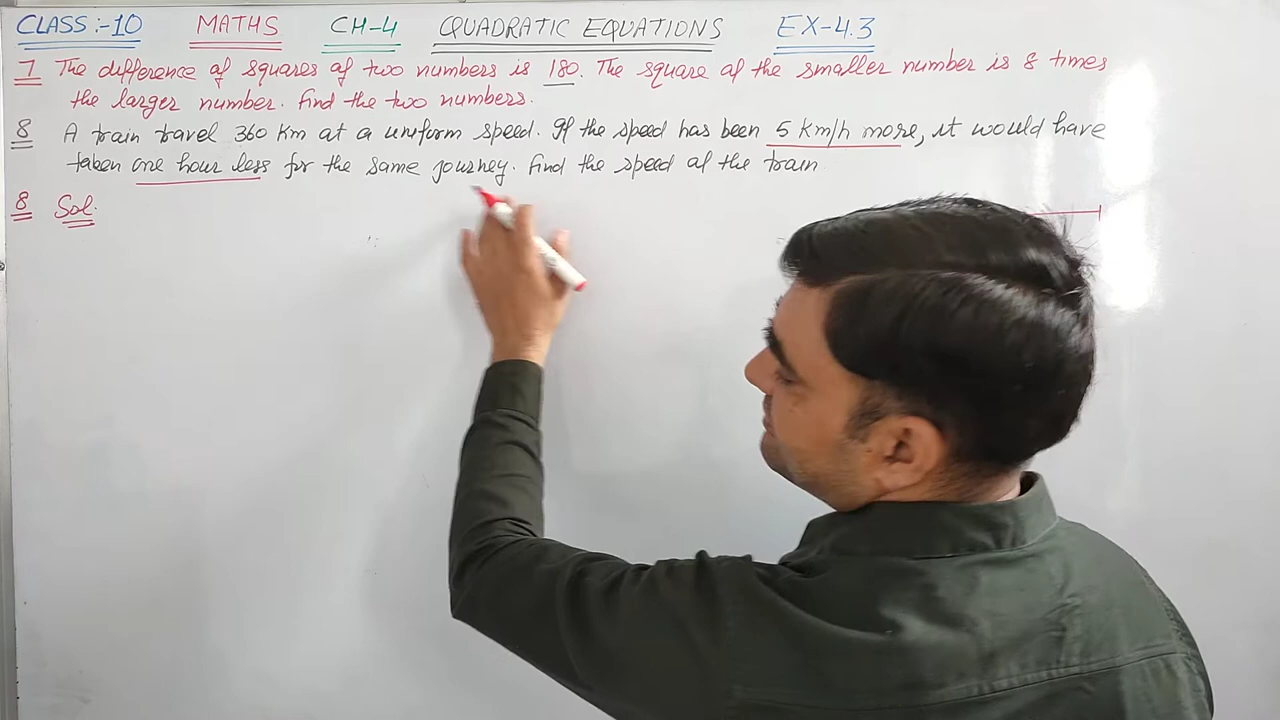 CLASS:-10 MATHS CH-4 QUADRATIC EQUATIONS EX-4.3
7 The difference of squares of two numbers is 180. The square of the smaller number is 8 times
the larger number. Find the two numbers.
8 A train travel 360 Km at a uniform speed. If the speed has been 5 km/h more, it would have
taken one hour less for the same journey. Find the speed of the train.
8 Sol.